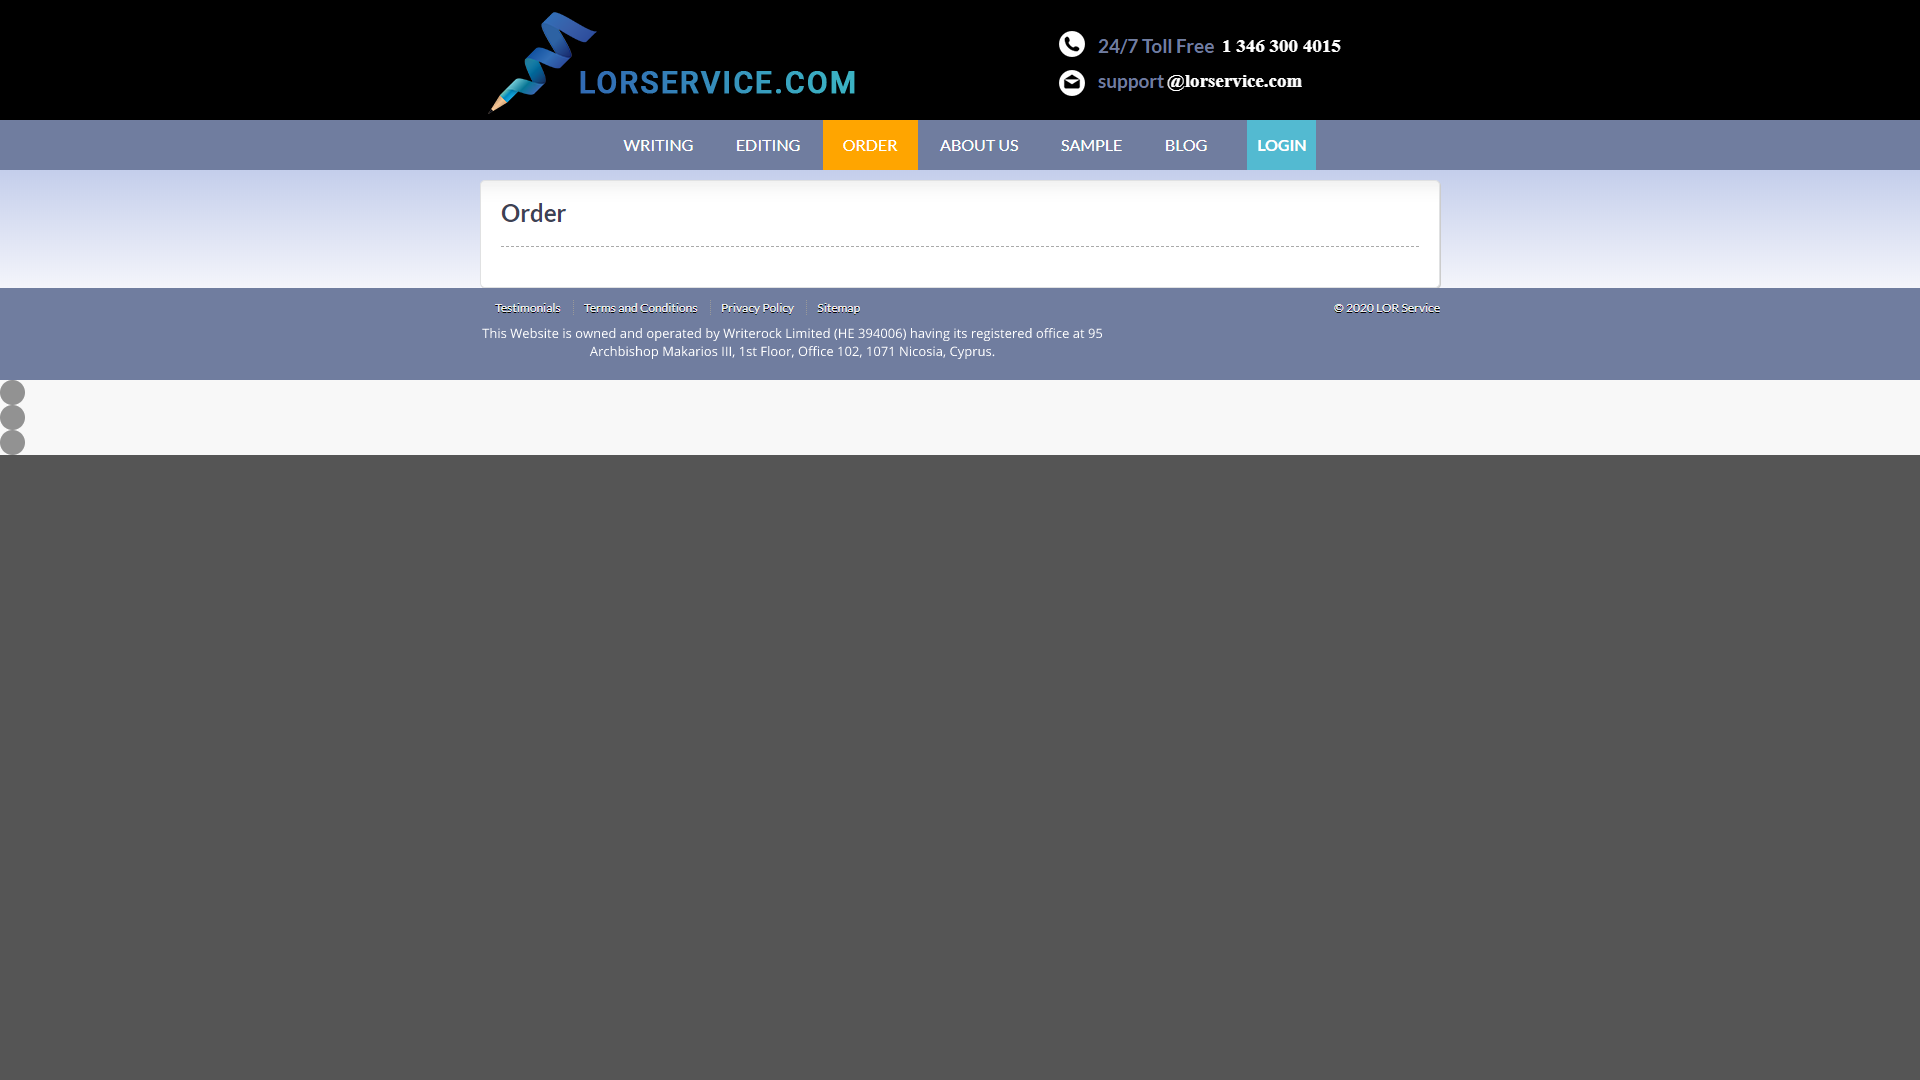 LORSERVICE.COM
24/7 Toll Free 1 346 300 4015
support@lorservice.com
WRITING EDITING ORDER ABOUT US SAMPLE BLOG LOGIN
Order
Testimonials Terms and Conditions Privacy Policy Sitemap © 2020 LOR Service
This Website is owned and operated by Writerock Limited (HE 394006) having its registered office at 95
Archbishop Makarios III, 1st Floor, Office 102, 1071 Nicosia, Cyprus.